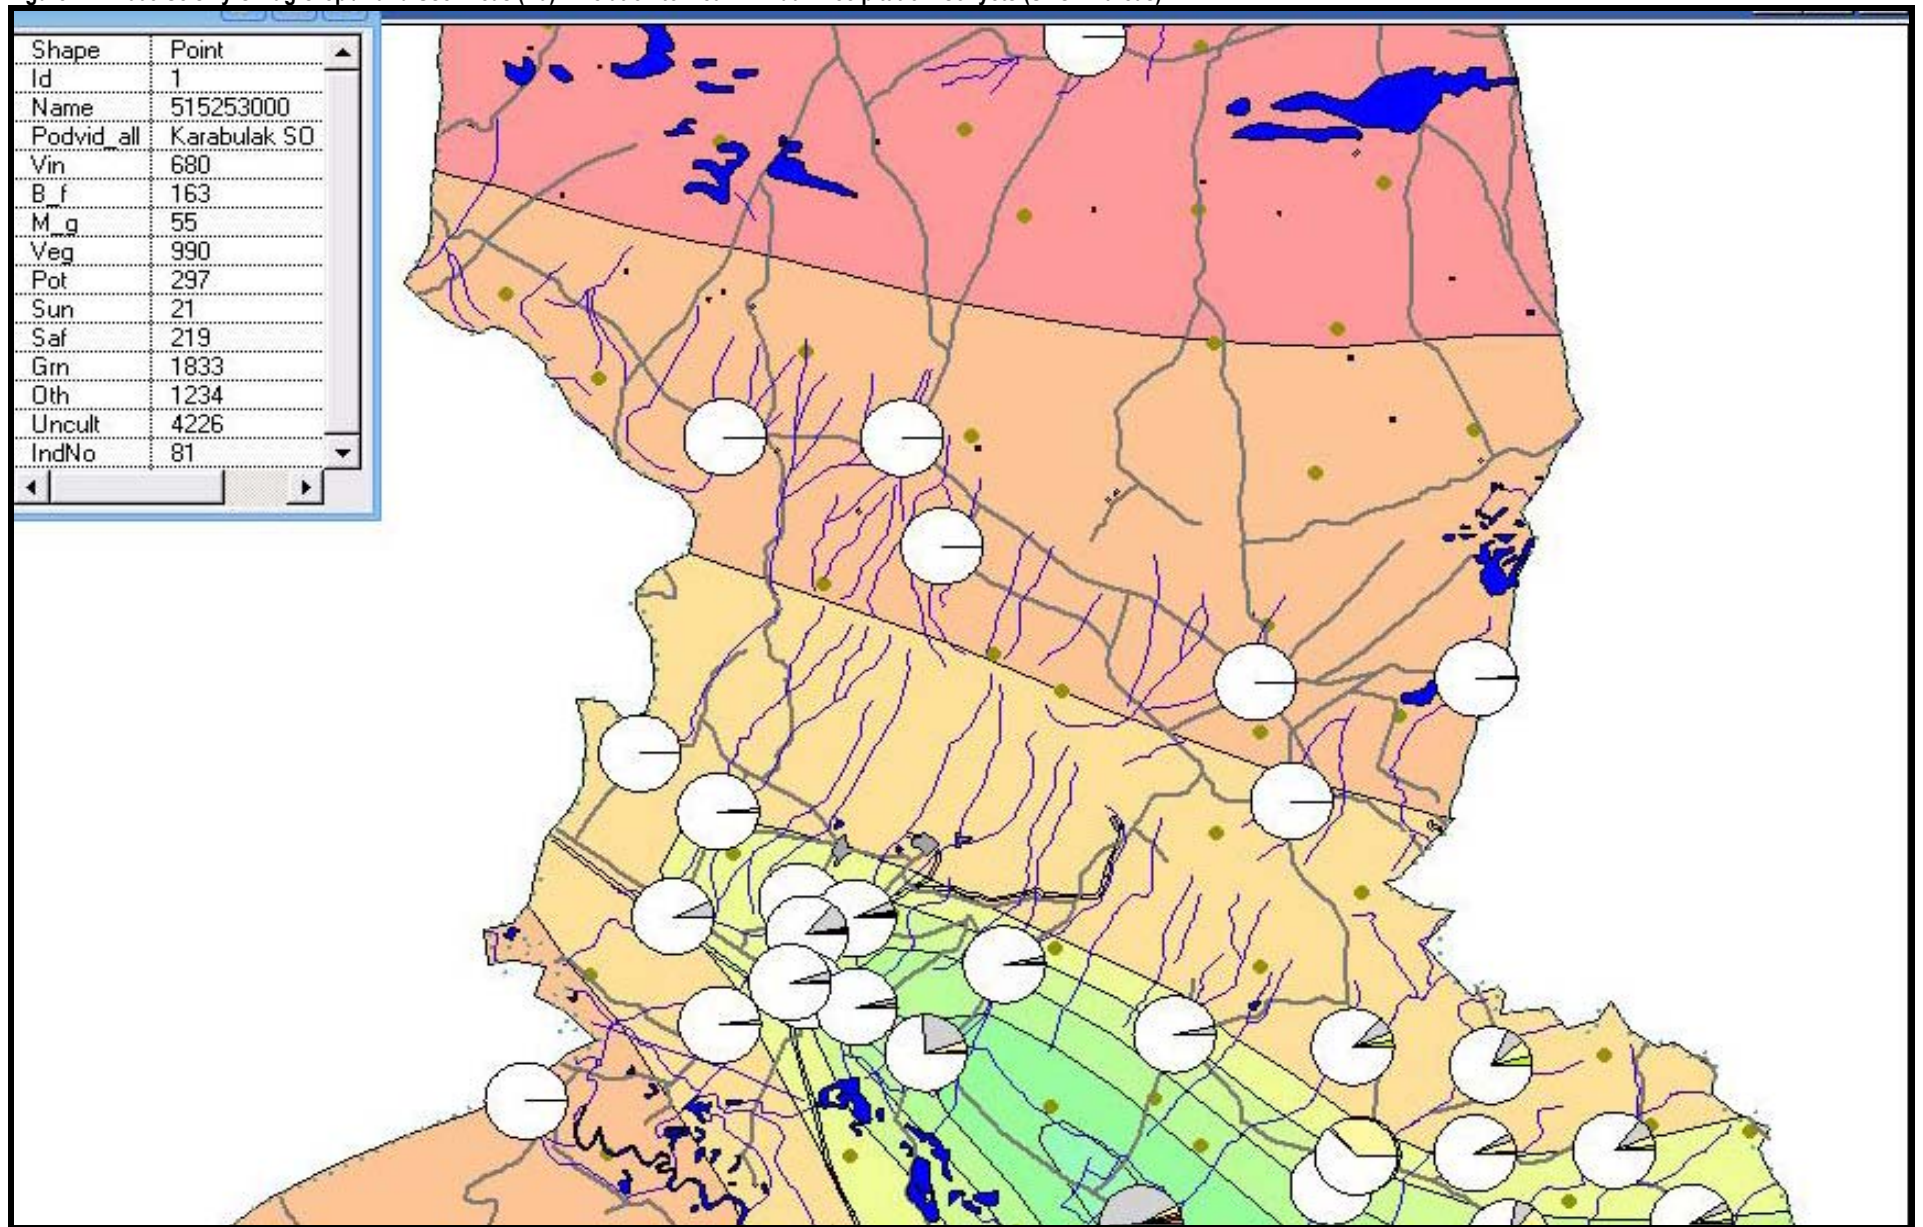 Shape Point
Id 1
Name 515253000
Podvid_all Karabulak SO
Vin 680
B_f 163
M_g 55
Veg 990
Pot 297
Sun 21
Saf 219
Grn 1833
Oth 1234
Uncult 4226
IndNo 81